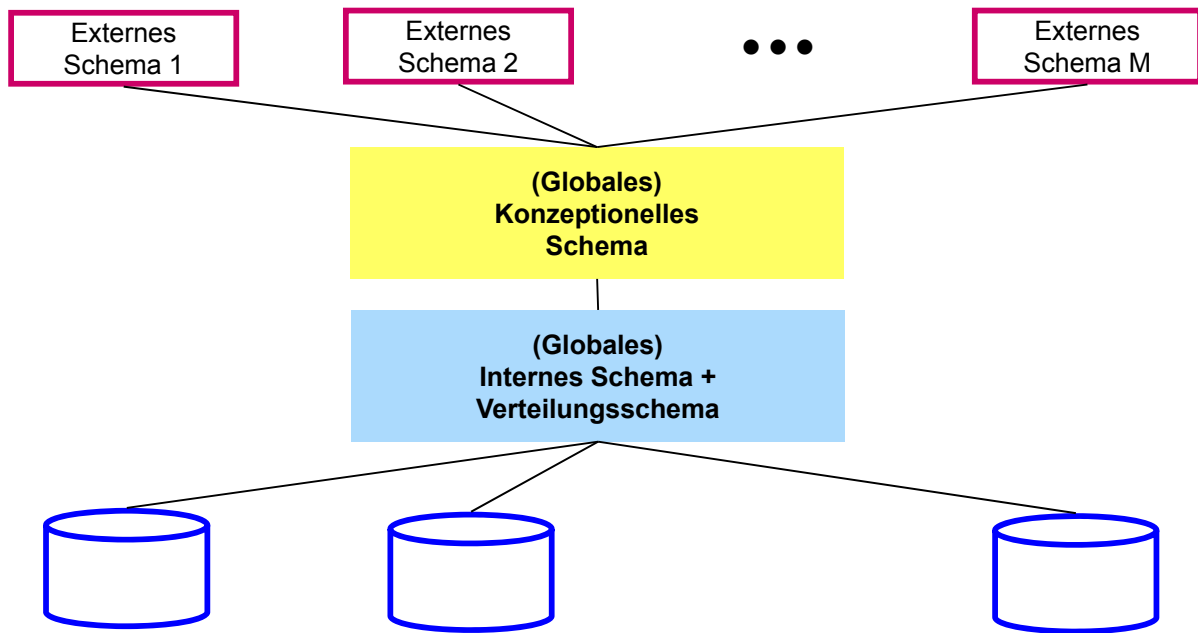 Externes
Schema 1
Externes
Schema 2
Externes
Schema M
(Globales)
Konzeptionelles
Schema
(Globales)
Internes Schema +
Verteilungsschema